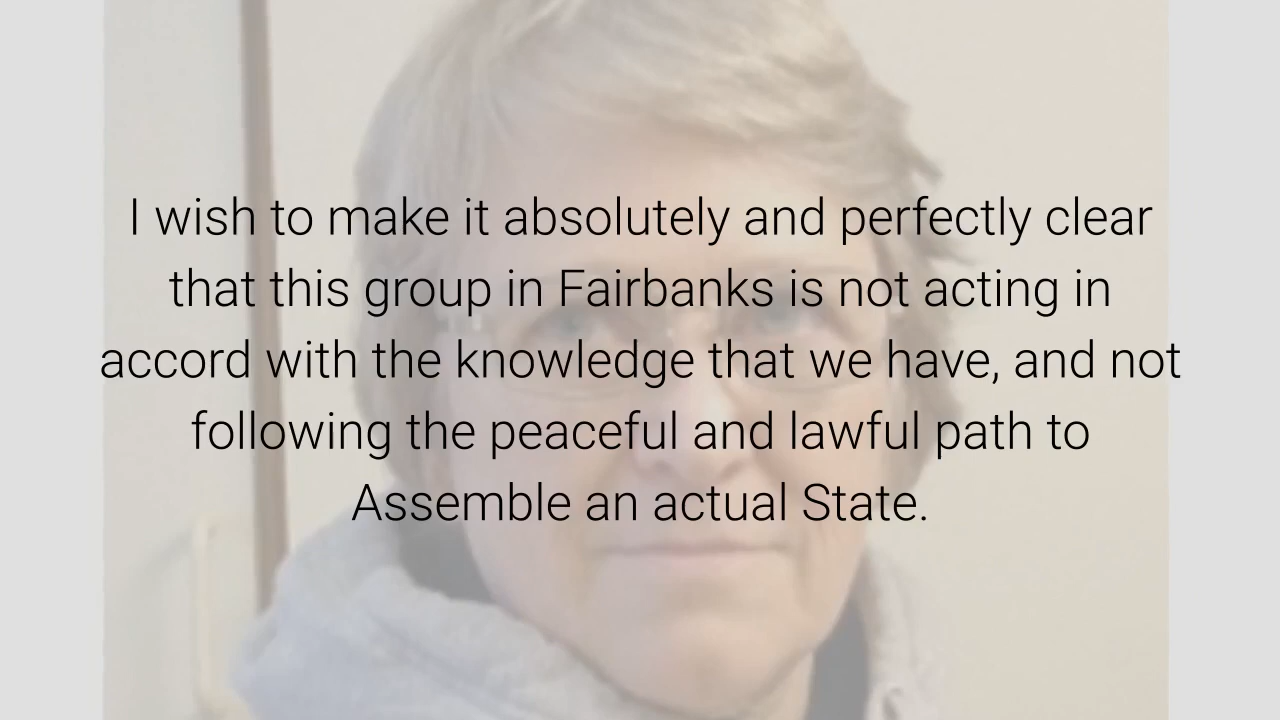 I wish to make it absolutely and perfectly clear
that this group in Fairbanks is not acting in
accord with the knowledge that we have, and not
following the peaceful and lawful path to
Assemble an actual State.